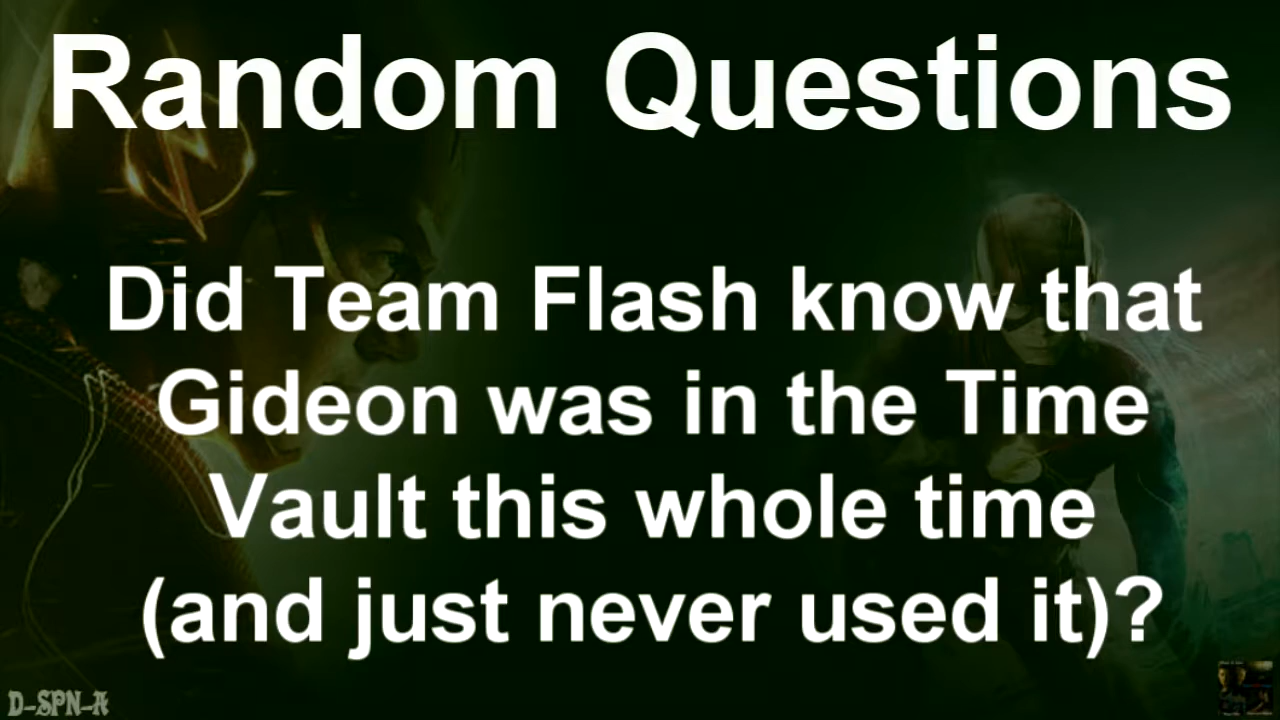 Random Questions
Did Team Flash know that
Gideon was in the Time
Vault this whole time
(and just never used it)?
D-SPN-A